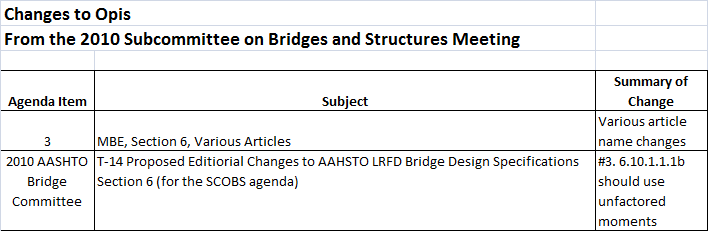 Changes to Opis
From the 2010 Subcommittee on Bridges and Structures Meeting
Agenda Item
Subject
Summary of
Change
3
MBE, Section 6, Various Articles
Various article
name changes
2010 AASHTO
Bridge
Committee
T-14 Proposed Editiorial Changes to AAHSTO LRFD Bridge Design Specifications
Section 6 (for the SCOBS agenda)
#3. 6.10.1.1.1b
should use
unfactored
moments